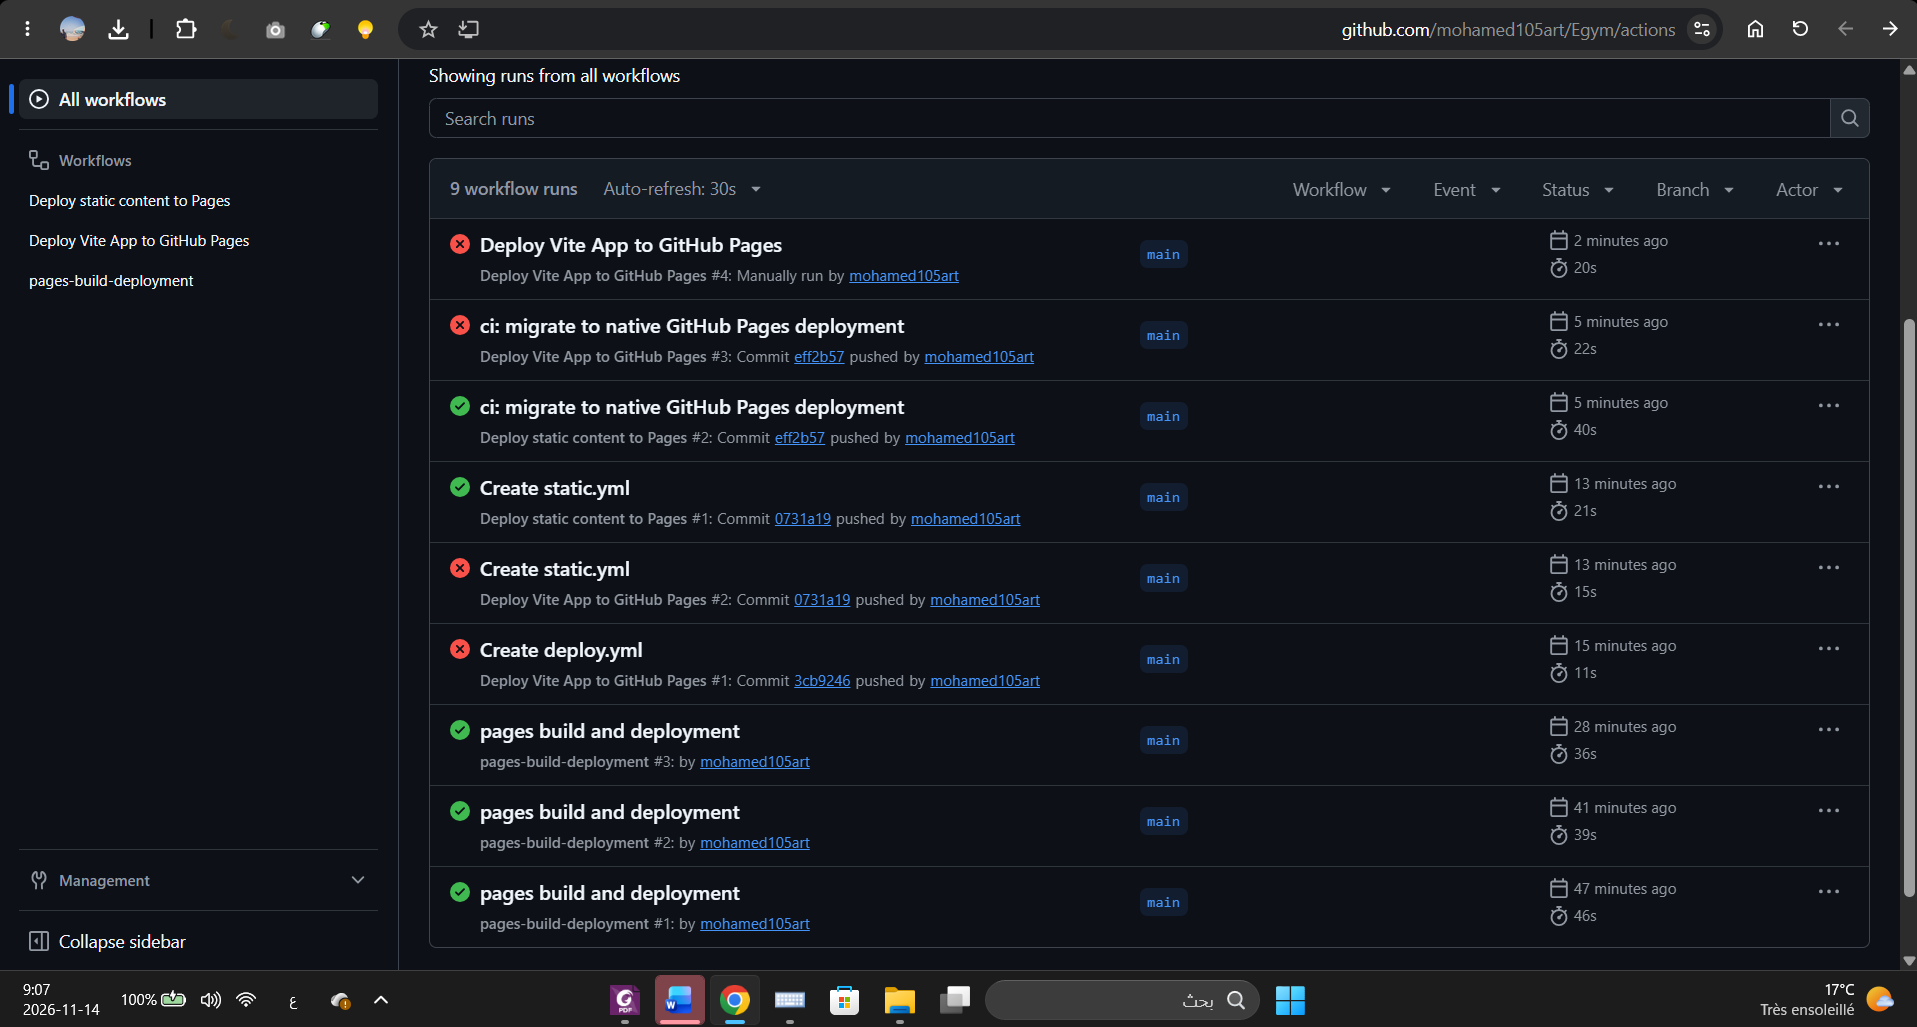 github.com/mohamed105art/Egym/actions
All workflows
Workflows
Deploy static content to Pages
Deploy Vite App to GitHub Pages
pages-build-deployment
Management
Collapse sidebar
Showing runs from all workflows
Search runs
9 workflow runs Auto-refresh: 30s Workflow Event Status Branch Actor
Deploy Vite App to GitHub Pages
Deploy Vite App to GitHub Pages #4: Manually run by mohamed105art
main
2 minutes ago
20s
ci: migrate to native GitHub Pages deployment
Deploy Vite App to GitHub Pages #3: Commit eff2b57 pushed by mohamed105art
main
5 minutes ago
22s
ci: migrate to native GitHub Pages deployment
Deploy static content to Pages #2: Commit eff2b57 pushed by mohamed105art
main
5 minutes ago
40s
Create static.yml
Deploy static content to Pages #1: Commit 0731a19 pushed by mohamed105art
main
13 minutes ago
21s
Create static.yml
Deploy Vite App to GitHub Pages #2: Commit 0731a19 pushed by mohamed105art
main
13 minutes ago
15s
Create deploy.yml
Deploy Vite App to GitHub Pages #1: Commit 3cb9246 pushed by mohamed105art
main
15 minutes ago
11s
pages build and deployment
pages-build-deployment #3: by mohamed105art
main
28 minutes ago
36s
pages build and deployment
pages-build-deployment #2: by mohamed105art
main
41 minutes ago
39s
pages build and deployment
pages-build-deployment #1: by mohamed105art
main
47 minutes ago
46s
9:07
2026-11-14
100%
ع
PDF
W
بحث
17°C
Très ensoleillé